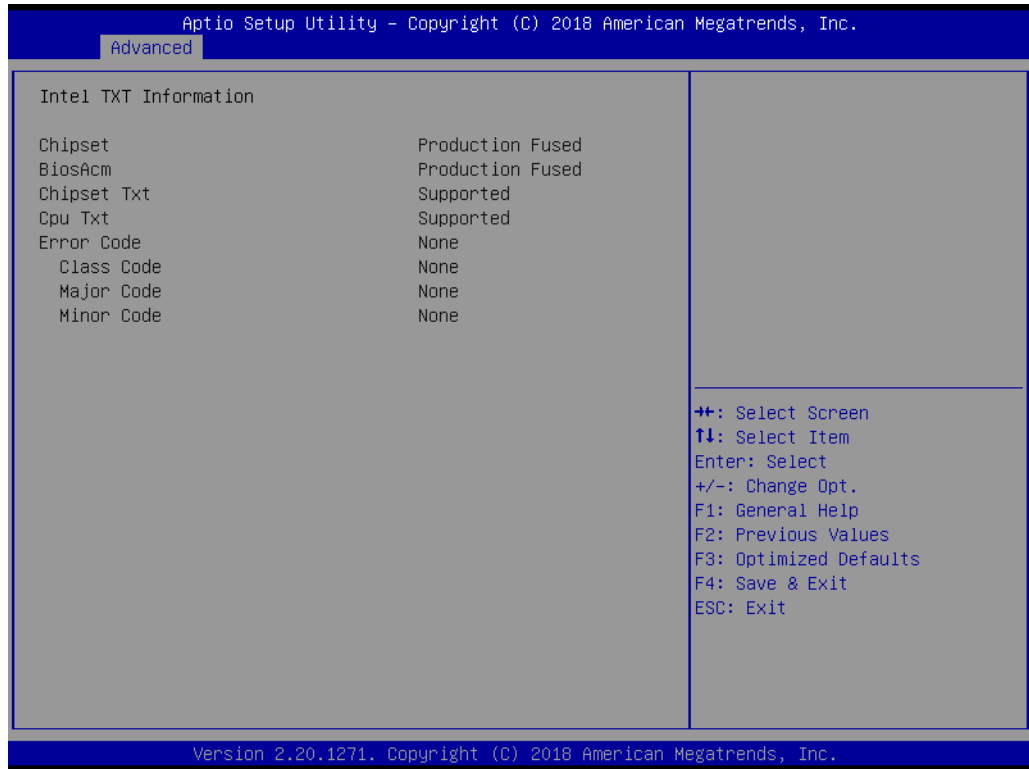 Aptio Setup Utility – Copyright (C) 2018 American Megatrends, Inc.
Advanced
Intel TXT Information
Chipset Production Fused
BiosAcm Production Fused
Chipset Txt Supported
Cpu Txt Supported
Error Code None
Class Code None
Major Code None
Minor Code None
→←: Select Screen
↑↓: Select Item
Enter: Select
+/-: Change Opt.
F1: General Help
F2: Previous Values
F3: Optimized Defaults
F4: Save & Exit
ESC: Exit
Version 2.20.1271. Copyright (C) 2018 American Megatrends, Inc.